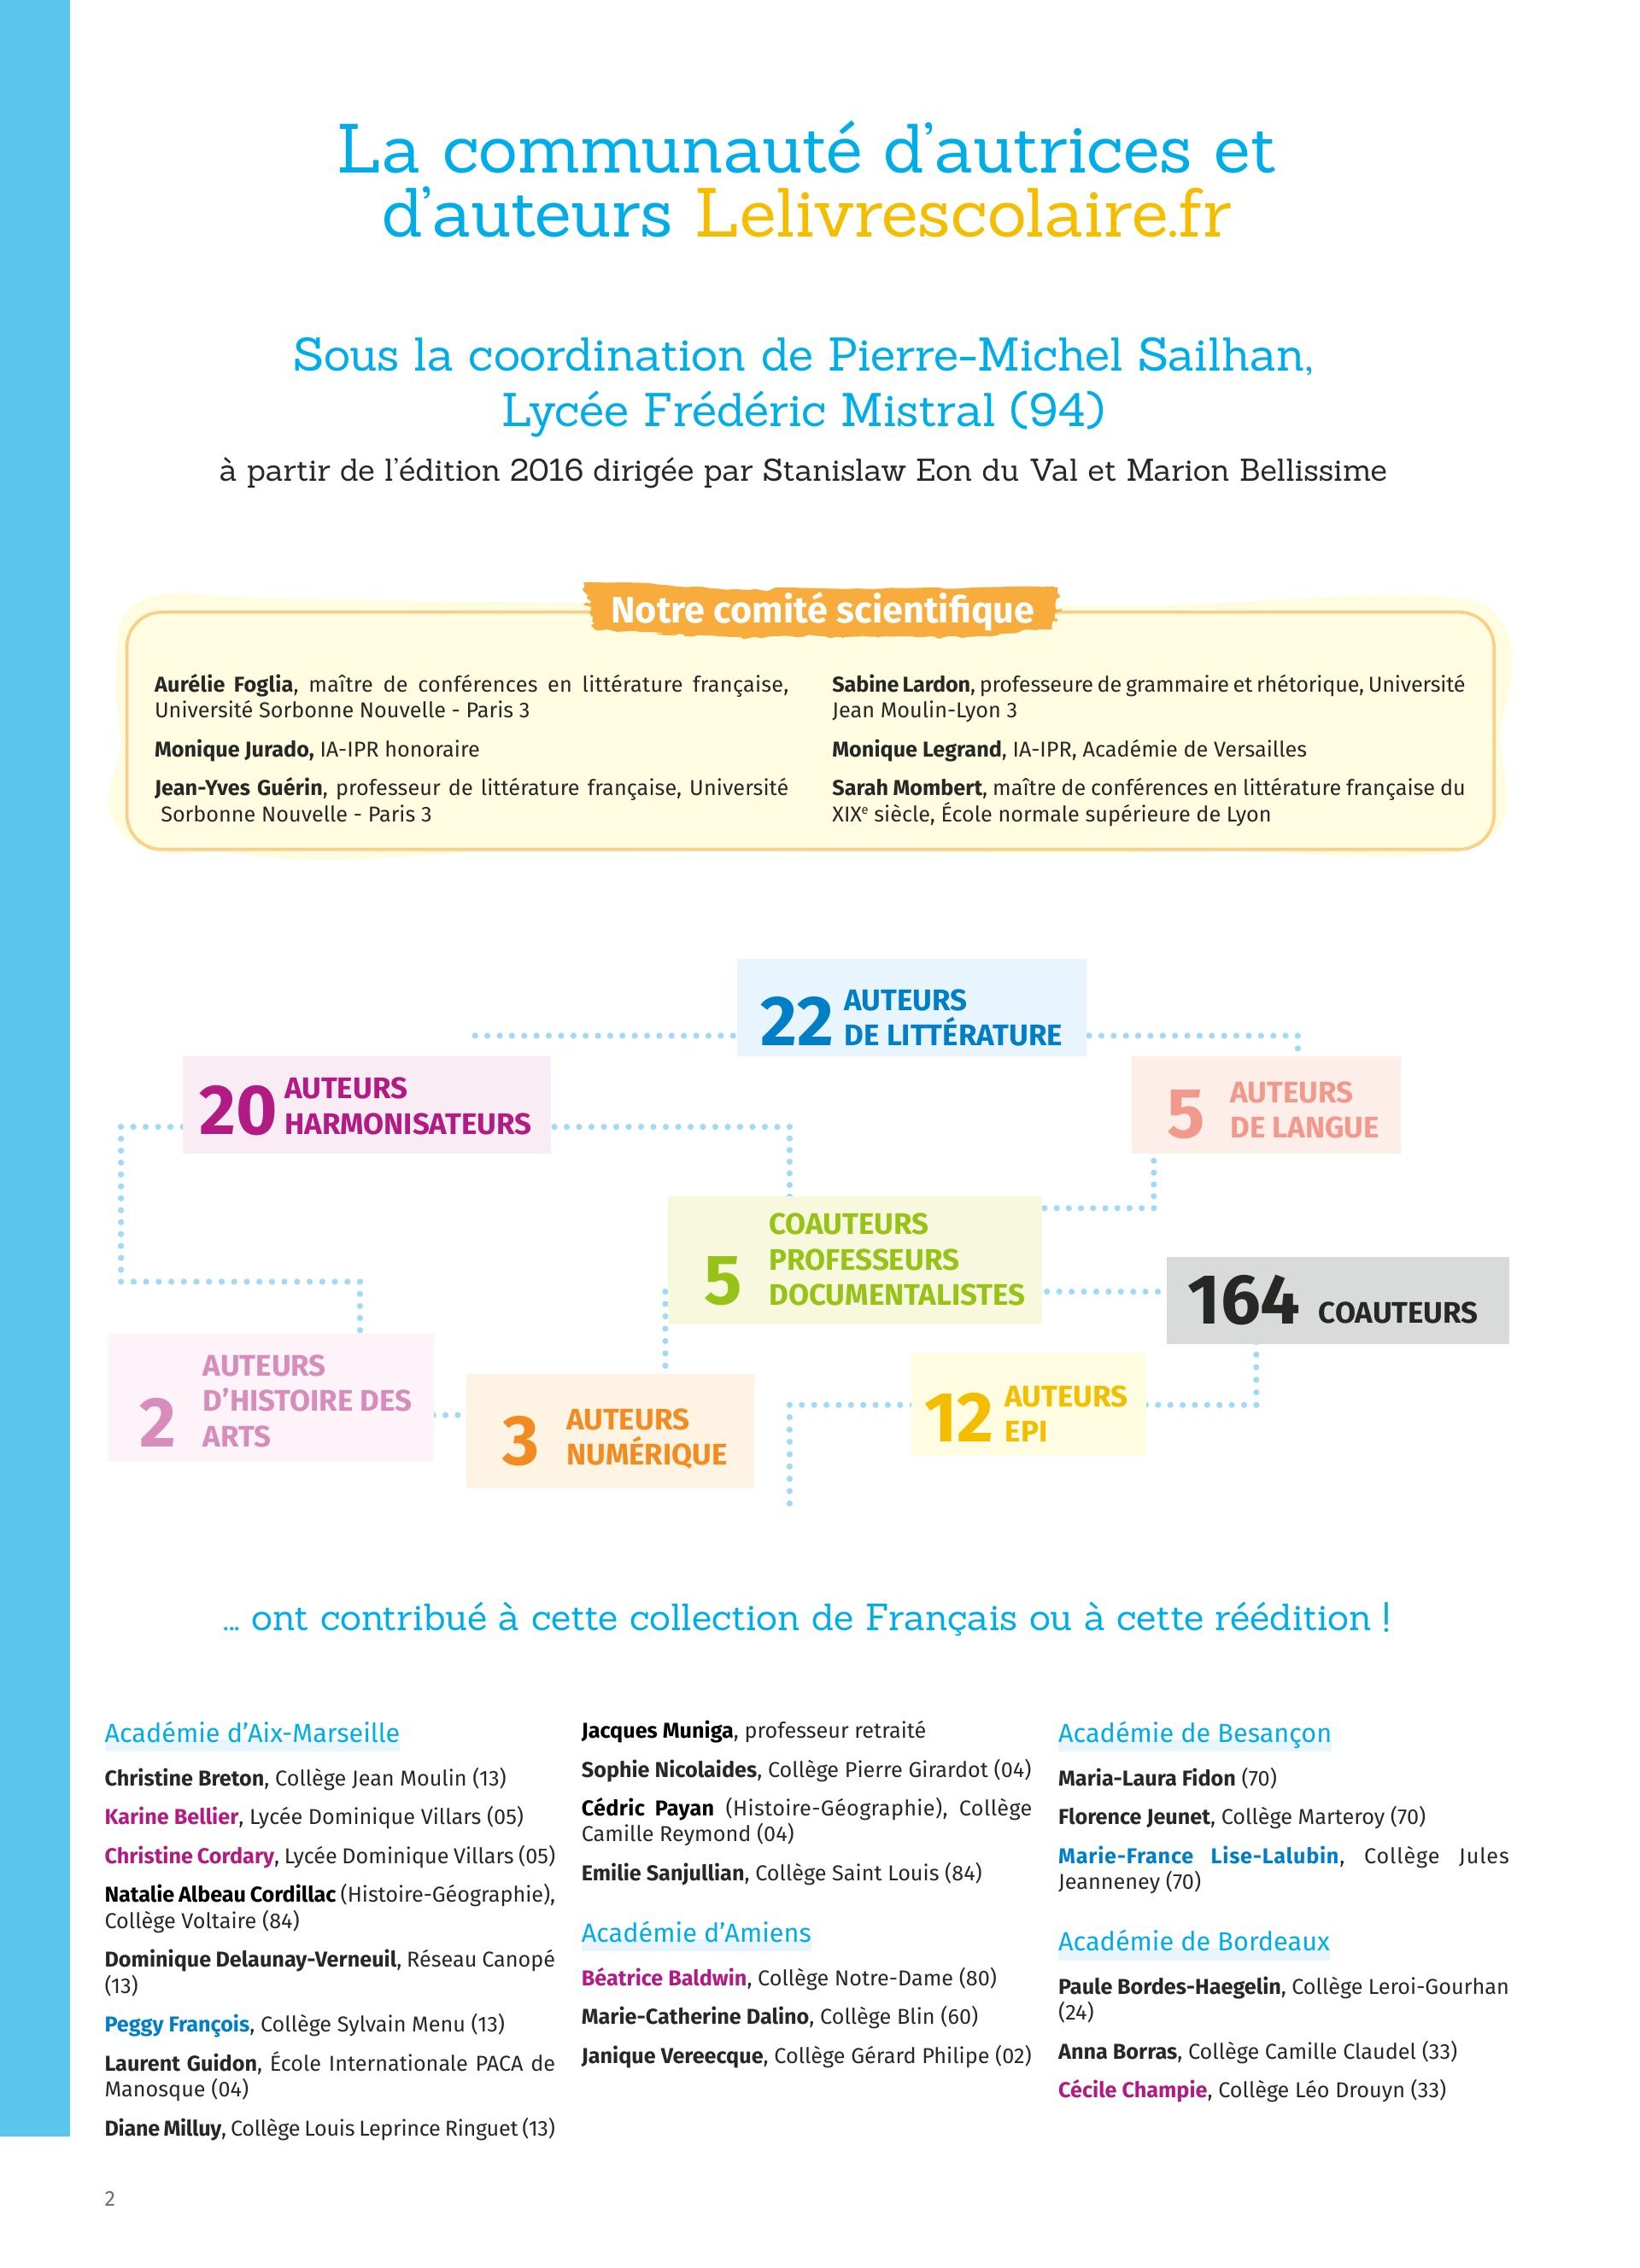 La communauté d'autrices et
d'auteurs Lelivrescolaire.fr
Sous la coordination de Pierre-Michel Sailhan,
Lycée Frédéric Mistral (94)
à partir de l'édition 2016 dirigée par Stanislaw Eon du Val et Marion Bellissime
Notre comité scientifique
Aurélie Foglia, maître de conférences en littérature française,
Université Sorbonne Nouvelle - Paris 3
Monique Jurado, IA-IPR honoraire
Jean-Yves Guérin, professeur de littérature française, Université
Sorbonne Nouvelle - Paris 3
Sabine Lardon, professeure de grammaire et rhétorique, Université
Jean Moulin-Lyon 3
Monique Legrand, IA-IPR, Académie de Versailles
Sarah Mombert, maître de conférences en littérature française du
XIXe siècle, École normale supérieure de Lyon
22 AUTEURS
DE LITTÉRATURE
20 AUTEURS
HARMONISATEURS
5 AUTEURS
DE LANGUE
5 COAUTEURS
PROFESSEURS
DOCUMENTALISTES
164 COAUTEURS
2 AUTEURS
D'HISTOIRE DES
ARTS
3 AUTEURS
NUMÉRIQUE
12 AUTEURS
EPI
... ont contribué à cette collection de Français ou à cette réédition !
Académie d'Aix-Marseille
Christine Breton, Collège Jean Moulin (13)
Karine Bellier, Lycée Dominique Villars (05)
Christine Cordary, Lycée Dominique Villars (05)
Natalie Albeau Cordillac (Histoire-Géographie),
Collège Voltaire (84)
Dominique Delaunay-Verneuil, Réseau Canopé
(13)
Peggy François, Collège Sylvain Menu (13)
Laurent Guidon, École Internationale PACA de
Manosque (04)
Diane Milluy, Collège Louis Leprince Ringuet (13)
Jacques Muniga, professeur retraité
Sophie Nicolaides, Collège Pierre Girardot (04)
Cédric Payan (Histoire-Géographie), Collège
Camille Reymond (04)
Emilie Sanjullian, Collège Saint Louis (84)
Académie d'Amiens
Béatrice Baldwin, Collège Notre-Dame (80)
Marie-Catherine Dalino, Collège Blin (60)
Janique Vereecque, Collège Gérard Philipe (02)
Académie de Besançon
Maria-Laura Fidon (70)
Florence Jeunet, Collège Marteroy (70)
Marie-France Lise-Lalubin, Collège Jules
Jeanneney (70)
Académie de Bordeaux
Paule Bordes-Haegelin, Collège Leroi-Gourhan
(24)
Anna Borras, Collège Camille Claudel (33)
Cécile Champie, Collège Léo Drouyn (33)
2